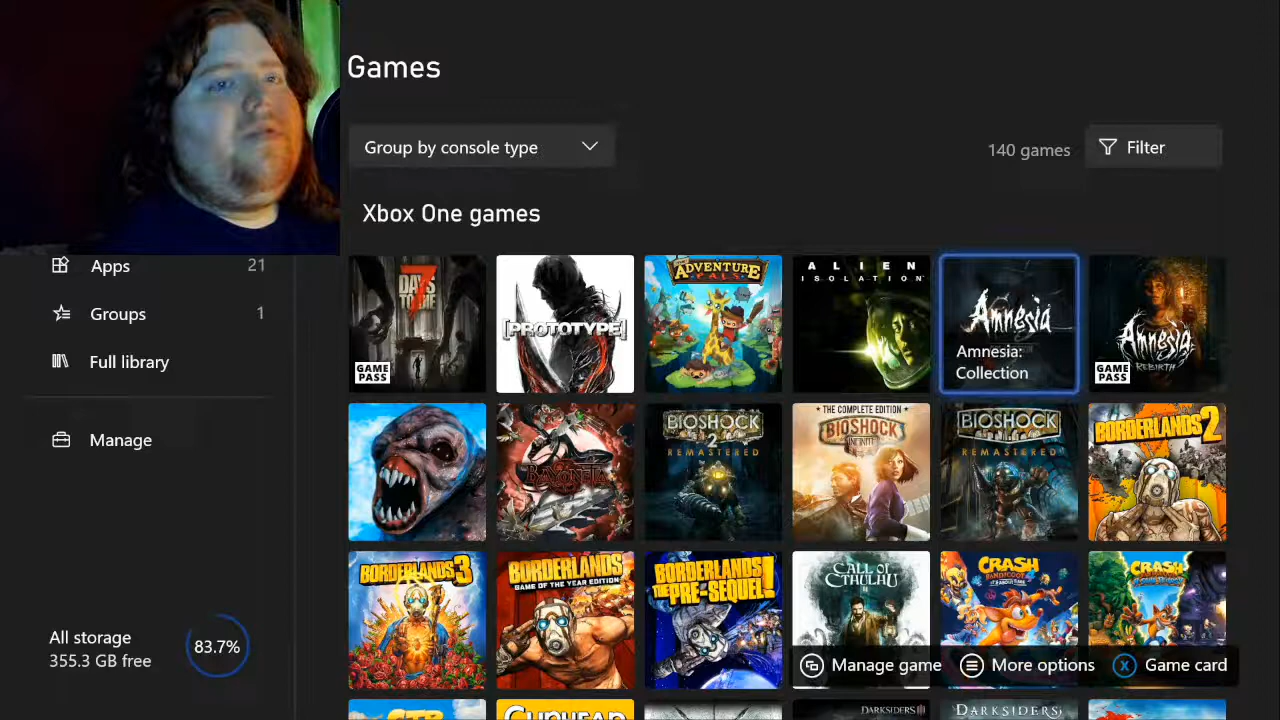 Games
Group by console type
140 games
Filter
Xbox One games
Apps
21
Groups
1
Full library
Manage
All storage
355.3 GB free
83.7%
7
DAYS
TO DIE
GAME
PASS
[PROTOTYPE]
ADVENTURE
PALS
ALIEN
ISOLATION
Amnesia
Amnesia:
Collection
Amnesia
REBIRTH
GAME
PASS
BAYONETTA
BIOSHOCK
2
REMASTERED
THE COMPLETE EDITION
BIOSHOCK
INFINITE
BIOSHOCK
REMASTERED
BORDERLANDS 2
BORDERLANDS 3
BORDERLANDS
GAME OF THE YEAR EDITION
BORDERLANDS
THE PRE-SEQUEL!
CALL OF
CTHULHU
CRASH
BANDICOOT
CRASH
Manage game
More options
X
Game card
CUPHEAD
DARKSIDERS III
DARKSIDERS